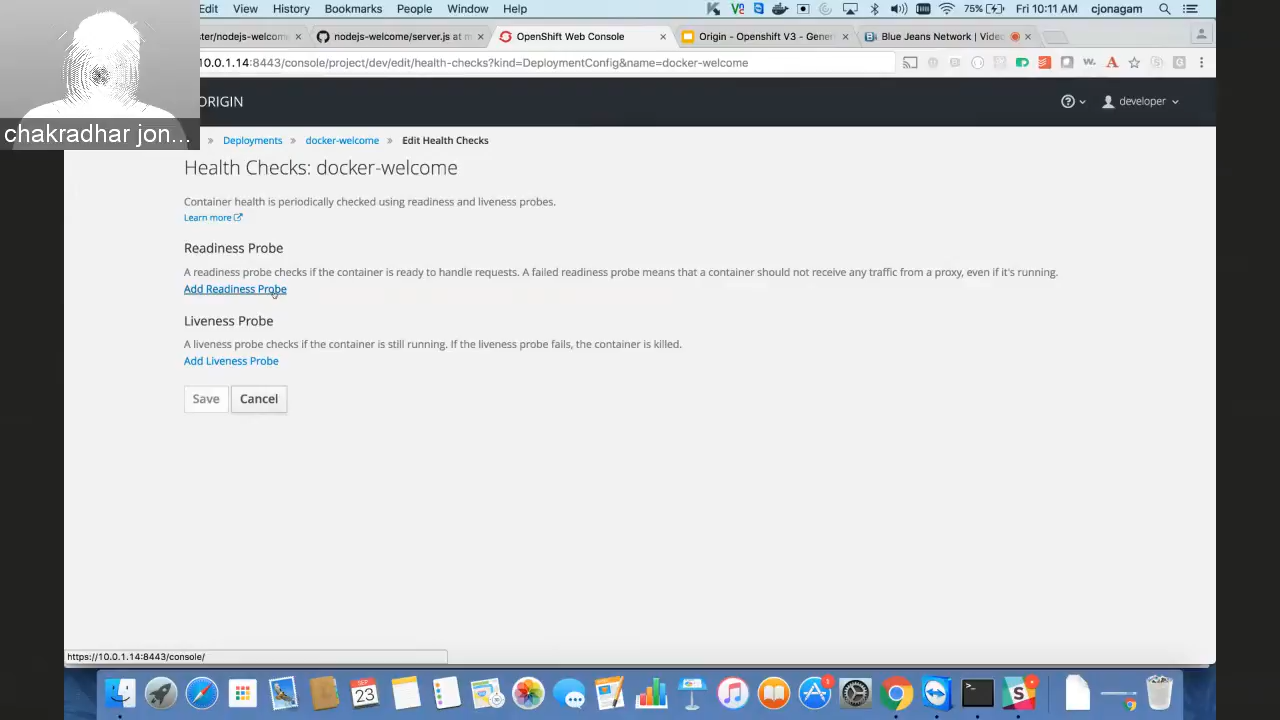 Edit View History Bookmarks People Window Help 75% Fri 10:11 AM cjonagam
ster/nodejs-welcome nodejs-welcome/server.js at m OpenShift Web Console Origin - Openshift V3 - Gener Blue Jeans Network | Vide
10.0.1.14:8443/console/project/dev/edit/health-checks?kind=DeploymentConfig&name=docker-welcome
ORIGIN developer
chakradhar jon...
» Deployments » docker-welcome » Edit Health Checks
Health Checks: docker-welcome
Container health is periodically checked using readiness and liveness probes.
Learn more
Readiness Probe
A readiness probe checks if the container is ready to handle requests. A failed readiness probe means that a container should not receive any traffic from a proxy, even if it's running.
Add Readiness Probe
Liveness Probe
A liveness probe checks if the container is still running. If the liveness probe fails, the container is killed.
Add Liveness Probe
Save Cancel
https://10.0.1.14:8443/console/
SEP
23
1